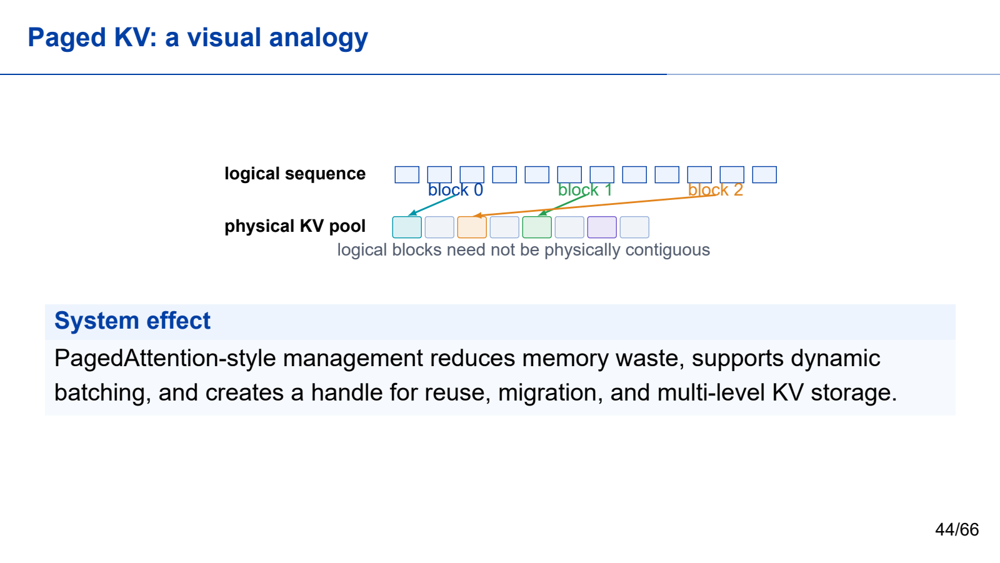 Paged KV: a visual analogy
logical sequence
block 0 block 1 block 2
physical KV pool
logical blocks need not be physically contiguous
System effect
PagedAttention-style management reduces memory waste, supports dynamic
batching, and creates a handle for reuse, migration, and multi-level KV storage.
44/66